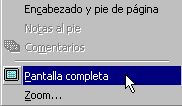 Encabezado y pie de página
Notas al pie
Comentarios
Pantalla completa
Zoom...